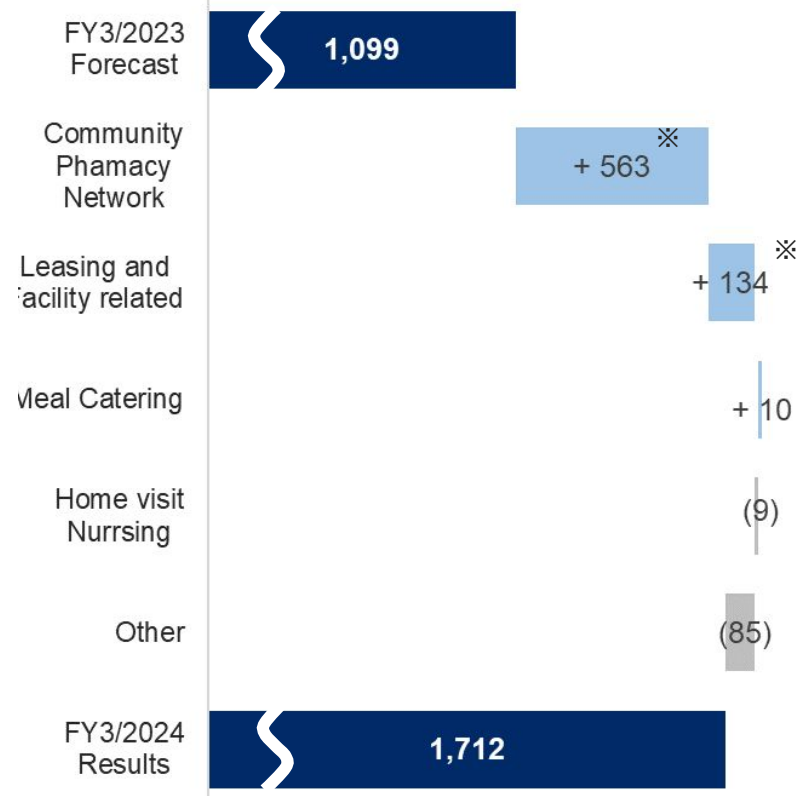 FY3/2023
Forecast
1,099
Community
Phamacy
Network
※
+ 563
Leasing and
acility related
※
+ 134
Meal Catering
+ 10
Home visit
Nurrsing
(9)
Other
(85)
FY3/2024
Results
1,712